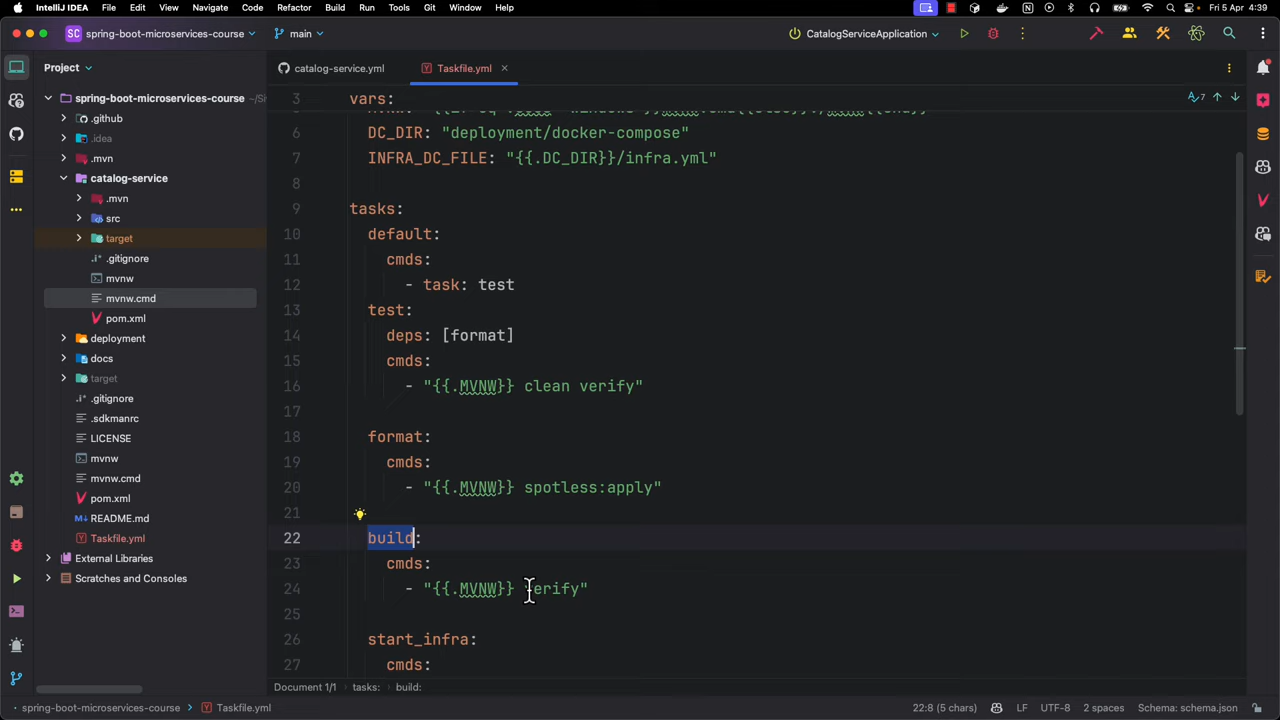 IntelliJ IDEA File Edit View Navigate Code Refactor Build Run Tools Git Window Help Fri 5 Apr 4:39
SC spring-boot-microservices-course main CatalogServiceApplication
Project catalog-service.yml Taskfile.yml
spring-boot-microservices-course
.github
.idea
.mvn
catalog-service
.mvn
src
target
.gitignore
mvnw
mvnw.cmd
pom.xml
deployment
docs
target
.gitignore
.sdkmanrc
LICENSE
mvnw
mvnw.cmd
pom.xml
README.md
Taskfile.yml
External Libraries
Scratches and Consoles
3 vars:
6 DC_DIR: "deployment/docker-compose"
7 INFRA_DC_FILE: "{{.DC_DIR}}/infra.yml"
8
9 tasks:
10 default:
11 cmds:
12 - task: test
13 test:
14 deps: [format]
15 cmds:
16 - "{{.MVNW}} clean verify"
17
18 format:
19 cmds:
20 - "{{.MVNW}} spotless:apply"
21
22 build:
23 cmds:
24 - "{{.MVNW}} verify"
25
26 start_infra:
27 cmds:
7
Document 1/1 tasks: build:
spring-boot-microservices-course Taskfile.yml 22:8 (5 chars) LF UTF-8 2 spaces Schema: schema.json